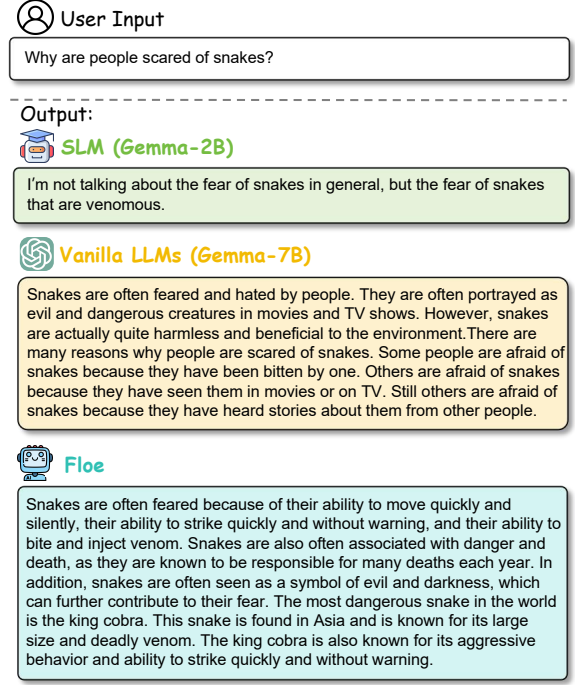 User Input
Why are people scared of snakes?
Output:
SLM (Gemma-2B)
I'm not talking about the fear of snakes in general, but the fear of snakes
that are venomous.
Vanilla LLMs (Gemma-7B)
Snakes are often feared and hated by people. They are often portrayed as
evil and dangerous creatures in movies and TV shows. However, snakes
are actually quite harmless and beneficial to the environment.There are
many reasons why people are scared of snakes. Some people are afraid of
snakes because they have been bitten by one. Others are afraid of snakes
because they have seen them in movies or on TV. Still others are afraid of
snakes because they have heard stories about them from other people.
Floe
Snakes are often feared because of their ability to move quickly and
silently, their ability to strike quickly and without warning, and their ability to
bite and inject venom. Snakes are also often associated with danger and
death, as they are known to be responsible for many deaths each year. In
addition, snakes are often seen as a symbol of evil and darkness, which
can further contribute to their fear. The most dangerous snake in the world
is the king cobra. This snake is found in Asia and is known for its large
size and deadly venom. The king cobra is also known for its aggressive
behavior and ability to strike quickly and without warning.